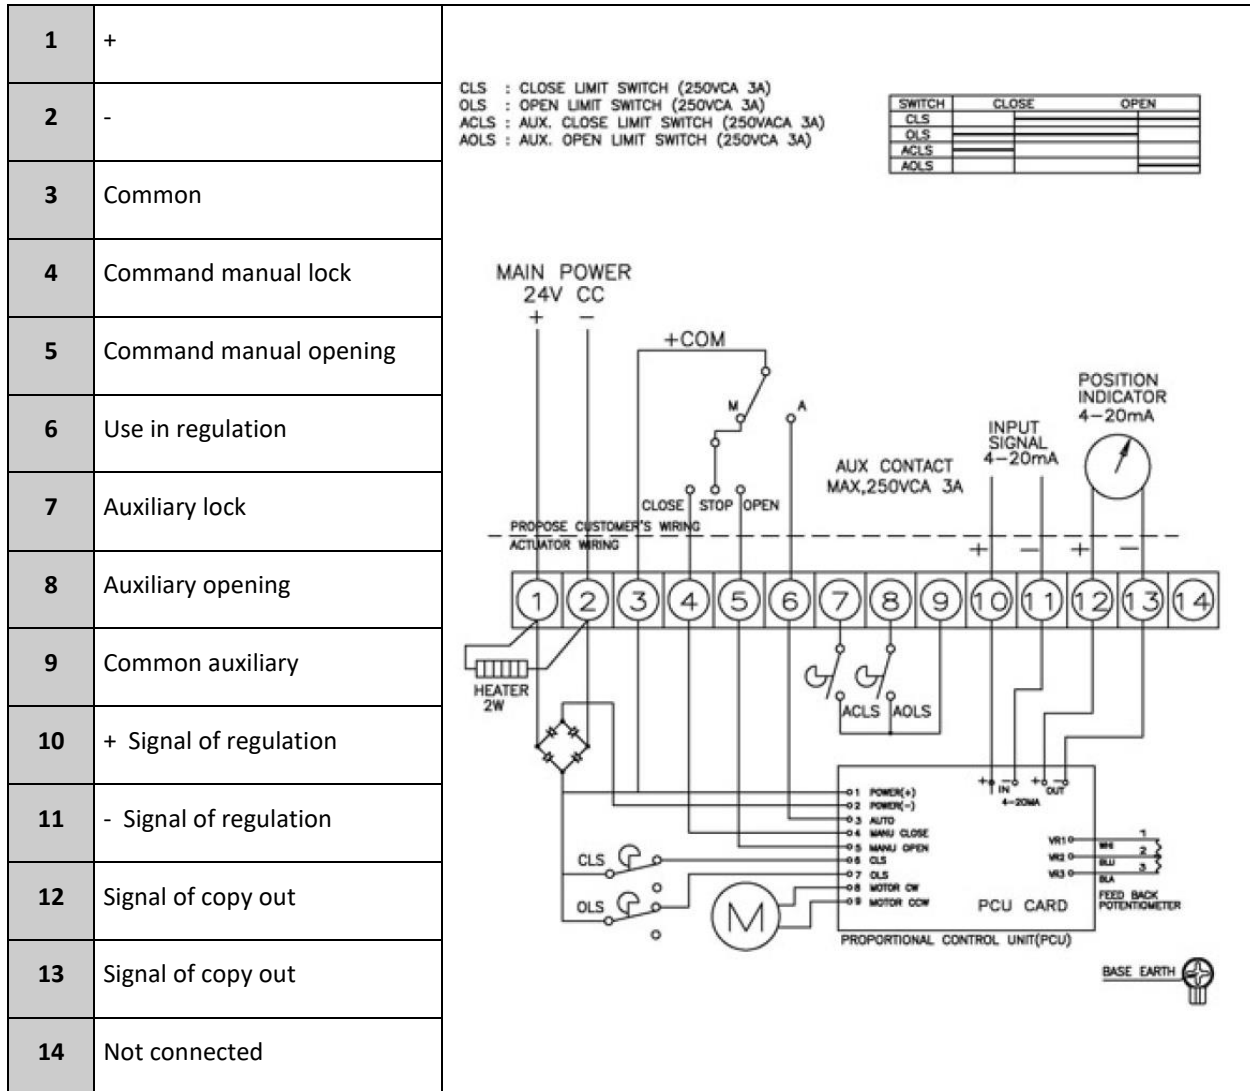 1 +
2 -
3 Common
4 Command manual lock
5 Command manual opening
6 Use in regulation
7 Auxiliary lock
8 Auxiliary opening
9 Common auxiliary
10 + Signal of regulation
11 - Signal of regulation
12 Signal of copy out
13 Signal of copy out
14 Not connected
CLS : CLOSE LIMIT SWITCH (250VCA 3A)
OLS : OPEN LIMIT SWITCH (250VCA 3A)
ACLS : AUX. CLOSE LIMIT SWITCH (250VACA 3A)
AOLS : AUX. OPEN LIMIT SWITCH (250VCA 3A)
SWITCH CLOSE OPEN
CLS
OLS
ACLS
AOLS
MAIN POWER
24V CC
+ -
+COM
M A
CLOSE STOP OPEN
AUX CONTACT
MAX,250VCA 3A
INPUT
SIGNAL
4-20mA
POSITION
INDICATOR
4-20mA
PROPOSE CUSTOMER'S WIRING
ACTUATOR WIRING
+ - + -
1 2 3 4 5 6 7 8 9 10 11 12 13 14
HEATER
2W
ACLS AOLS
+ - + -
IN OUT
4-20MA
1 POWER(+)
2 POWER(-)
3 AUTO
4 MANU CLOSE
5 MANU OPEN
6 CLS
7 OLS
8 MOTOR CW
9 MOTOR CCW
CLS
OLS
M
VR1 WHI 1
VR2 BLU 2
VR3 BLA 3
FEED BACK
POTENTIOMETER
PCU CARD
PROPORTIONAL CONTROL UNIT(PCU)
BASE EARTH